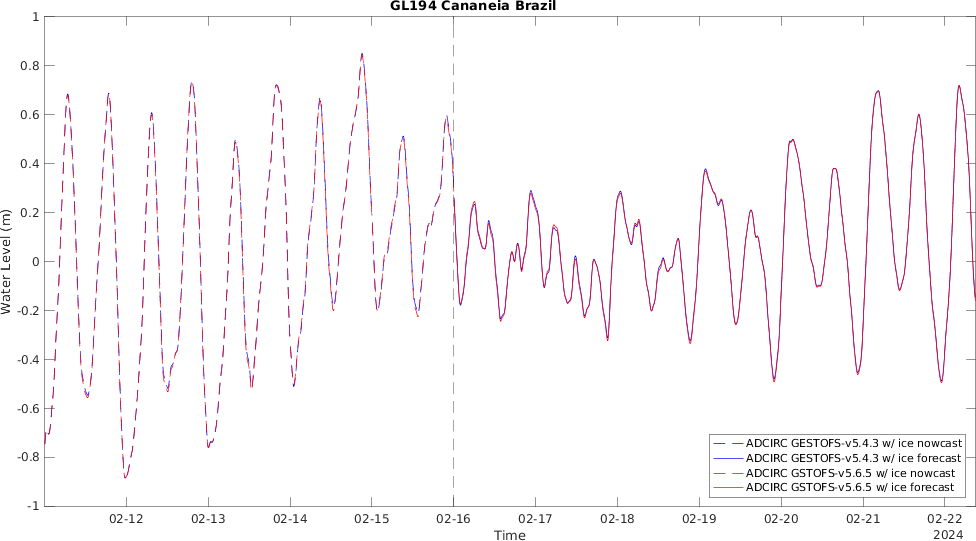 GL194 Cananeia Brazil
1
0.8
0.6
0.4
0.2
0
-0.2
-0.4
-0.6
-0.8
-1
Water Level (m)
ADCIRC GESTOFS-v5.4.3 w/ ice nowcast
ADCIRC GESTOFS-v5.4.3 w/ ice forecast
ADCIRC GSTOFS-v5.6.5 w/ ice nowcast
ADCIRC GSTOFS-v5.6.5 w/ ice forecast
02-12 02-13 02-14 02-15 02-16 02-17 02-18 02-19 02-20 02-21 02-22
Time 2024